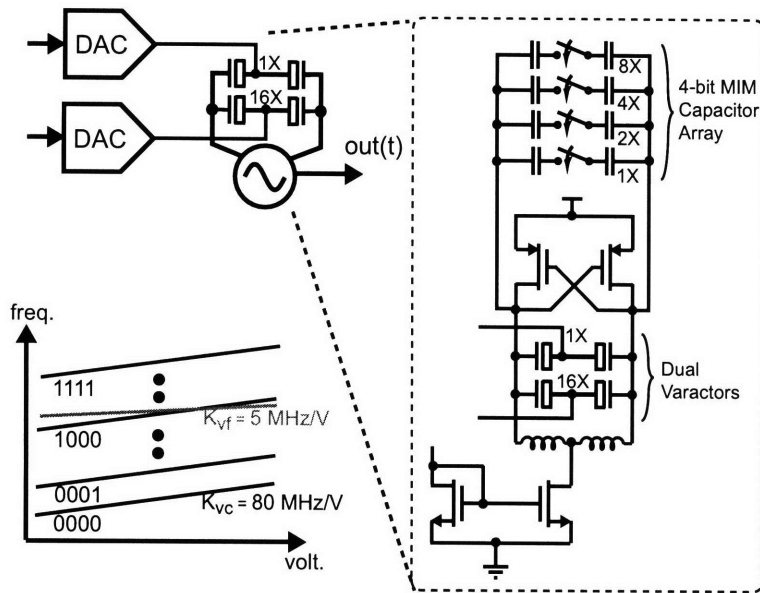 DAC
1X
16X
DAC
out(t)
8X
4X
2X
1X
4-bit MIM
Capacitor
Array
1X
16X
Dual
Varactors
freq.
1111
1000
Kvf = 5 MHz/V
0001
0000
Kvc = 80 MHz/V
volt.